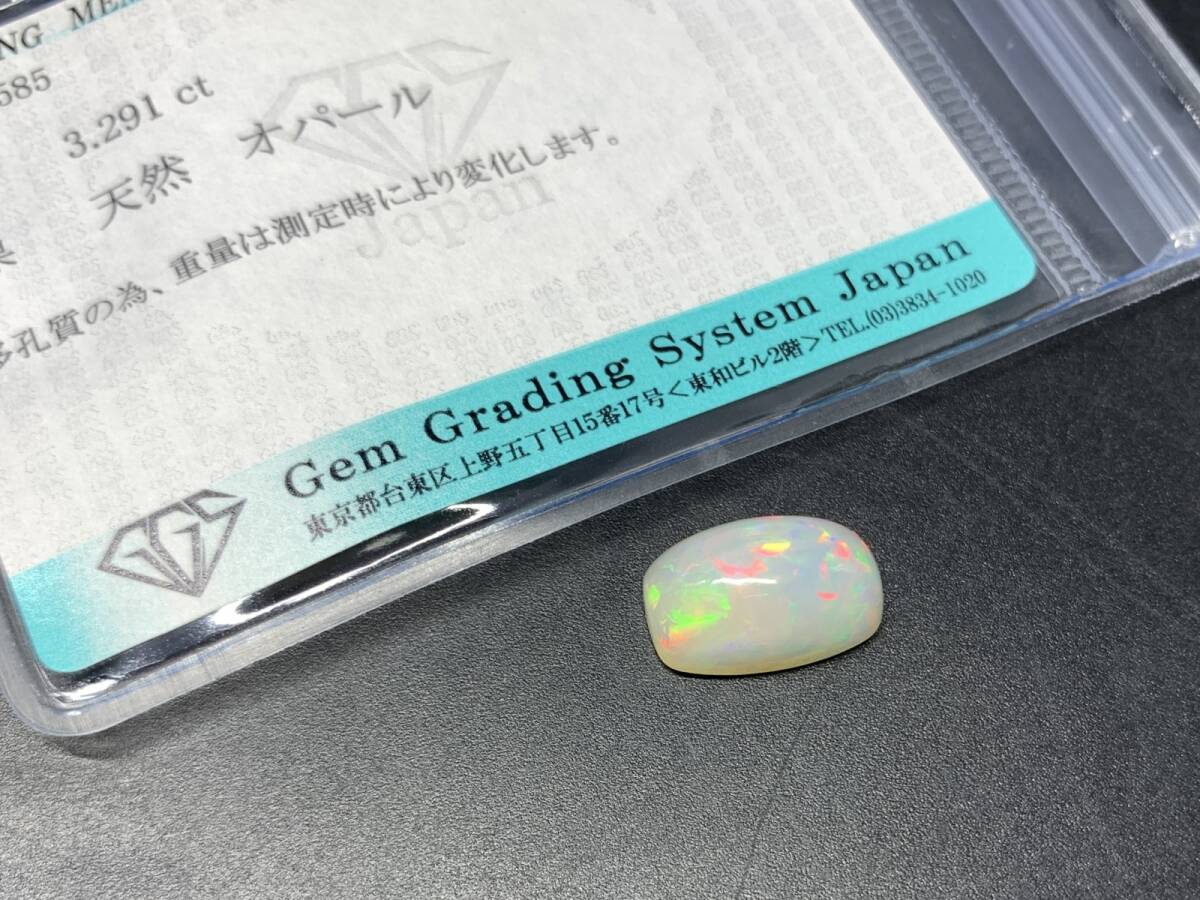 NG MEM
585
3.291 ct
天然 オパール
多孔質の為、重量は測定時により変化します。
Japan
Gem Grading System Japan
東京都台東区上野五丁目15番17号<東和ビル2階>TEL.(03)3834-1020
GGS